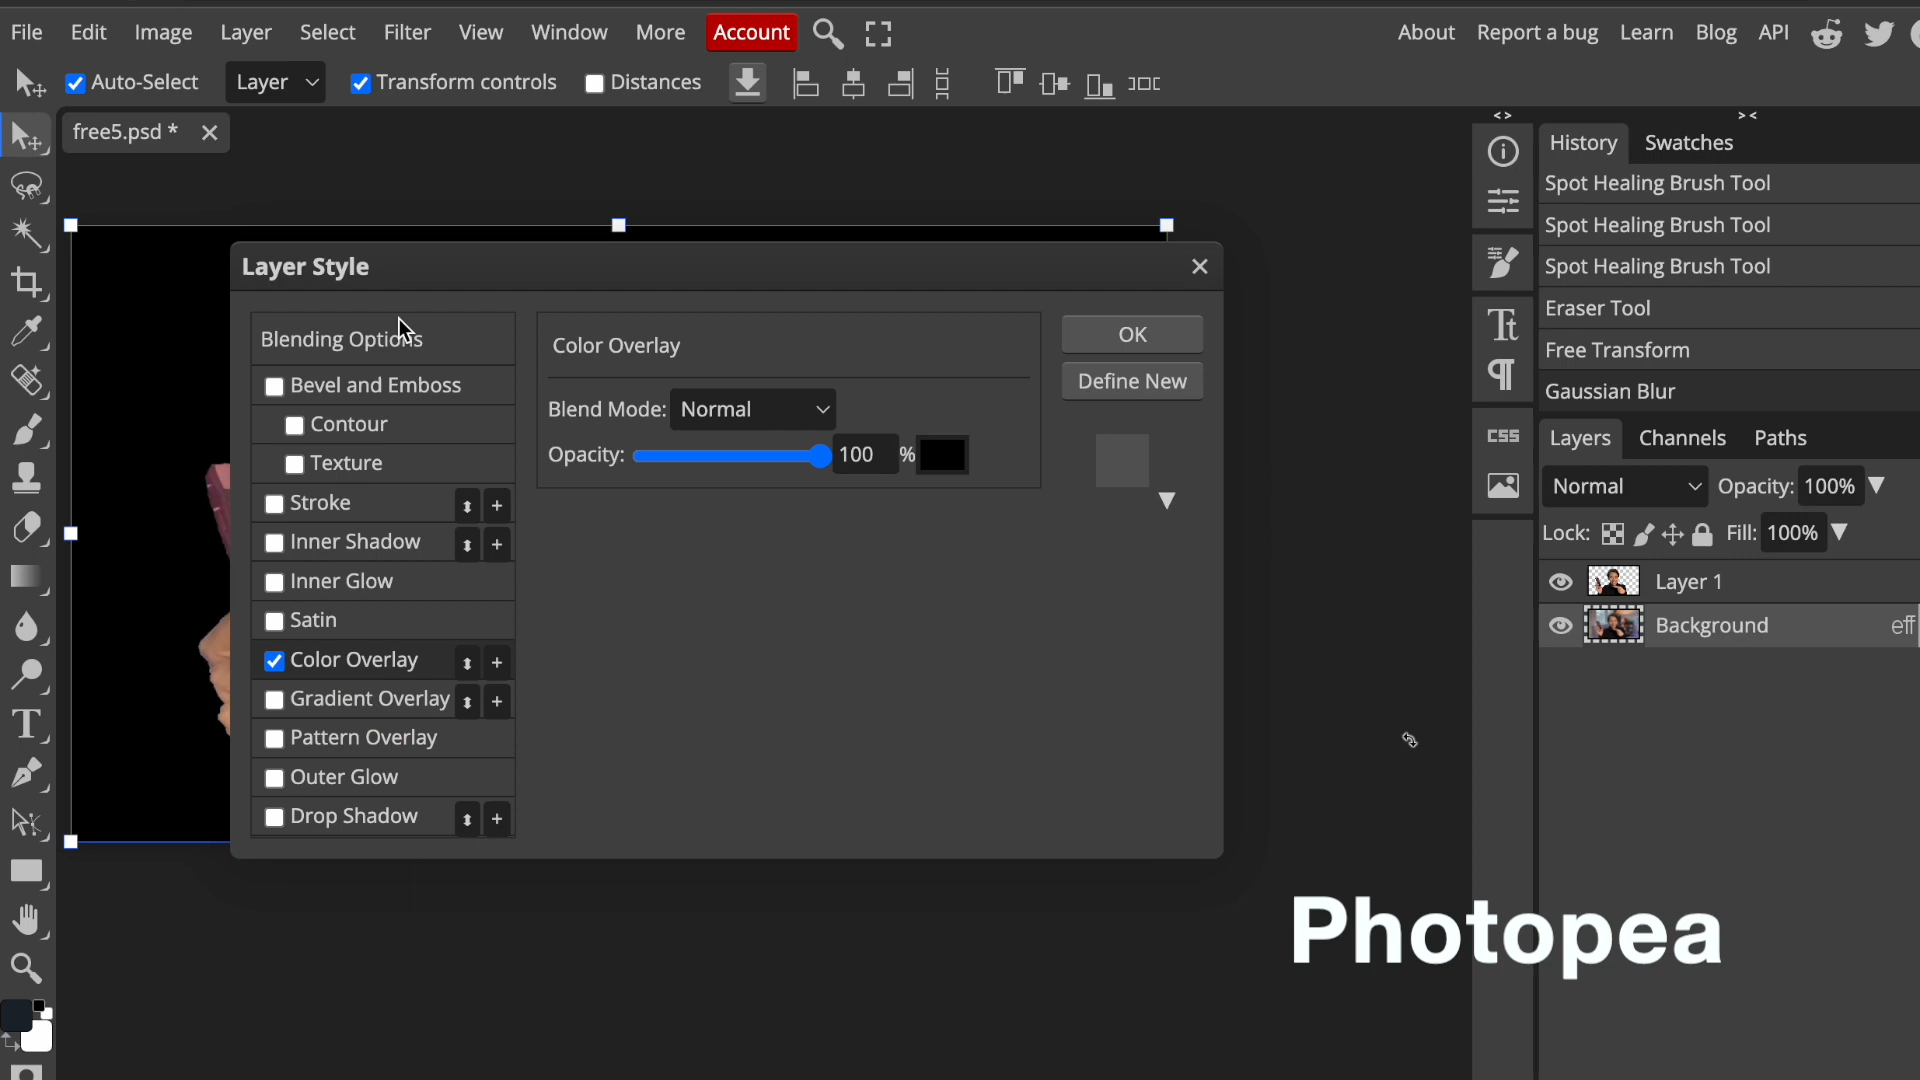 File Edit Image Layer Select Filter View Window More Account About Report a bug Learn Blog API
Auto-Select Layer Transform controls Distances
free5.psd *
Layer Style
Blending Options
Bevel and Emboss
Contour
Texture
Stroke
Inner Shadow
Inner Glow
Satin
Color Overlay
Gradient Overlay
Pattern Overlay
Outer Glow
Drop Shadow
Color Overlay
Blend Mode: Normal
Opacity: 100 %
OK
Define New
CSS
History Swatches
Spot Healing Brush Tool
Spot Healing Brush Tool
Spot Healing Brush Tool
Eraser Tool
Free Transform
Gaussian Blur
Layers Channels Paths
Normal Opacity: 100%
Lock: Fill: 100%
Layer 1
Background eff
Photopea